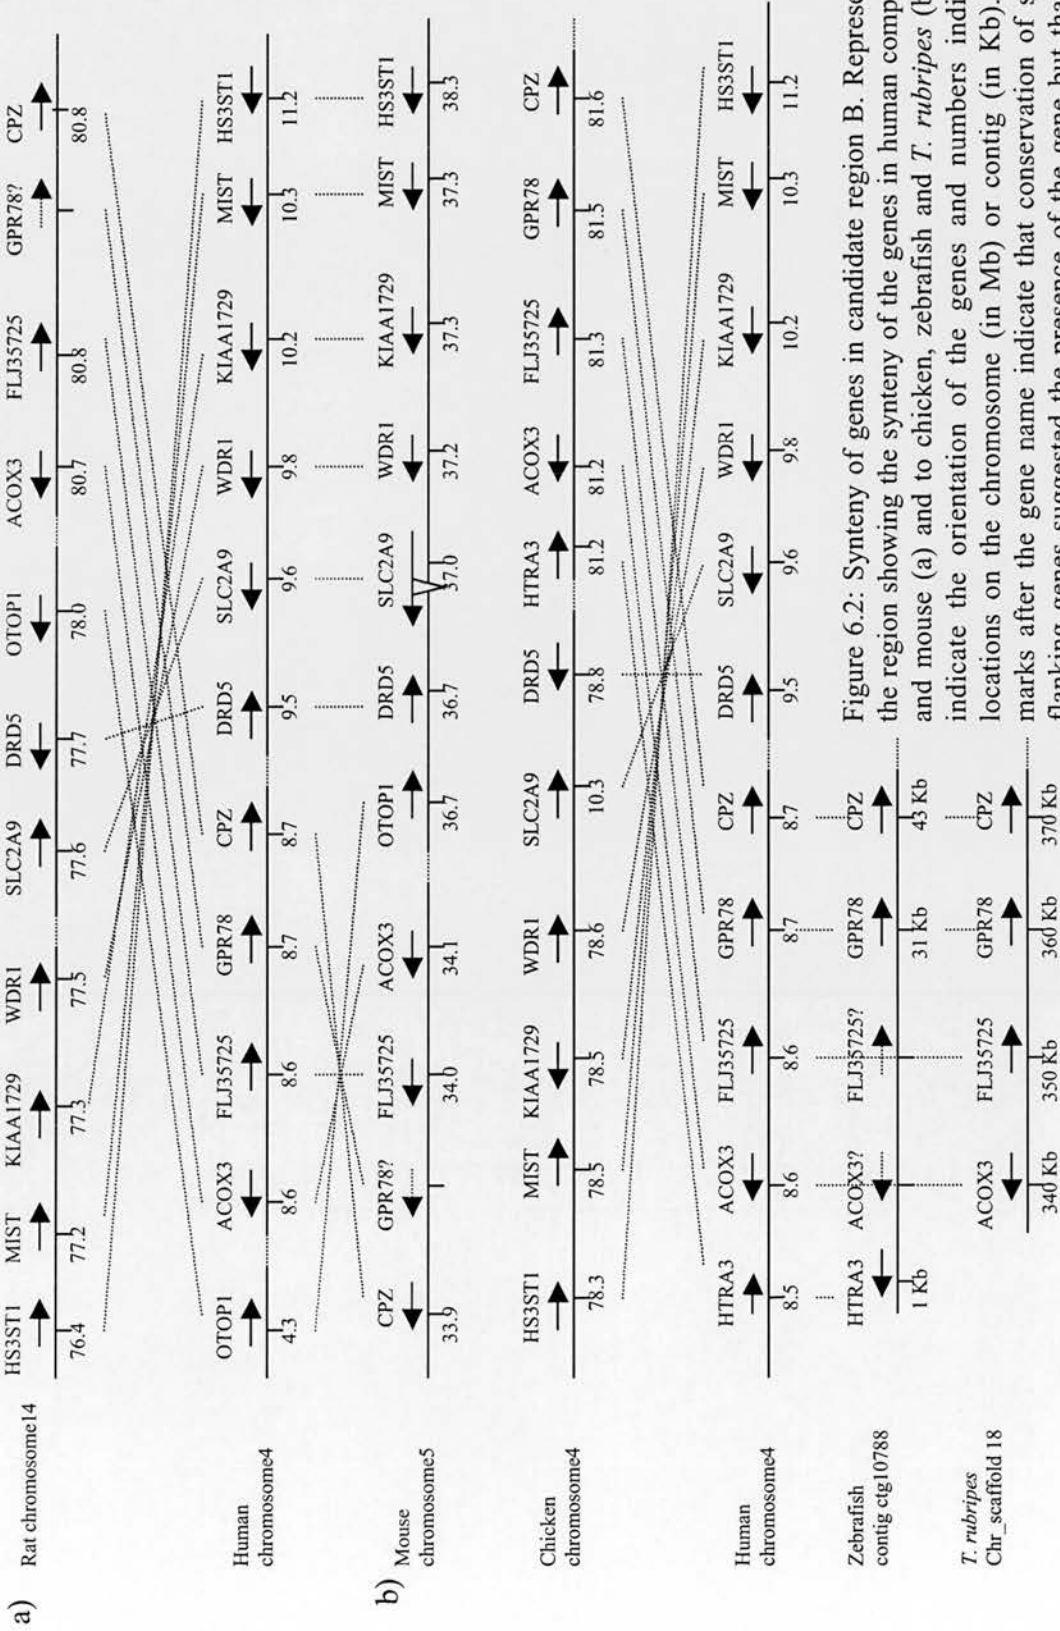 a)
Rat chromosome14
HS3ST1 MIST KIAA1729 WDR1 SLC2A9 DRD5 OTOP1 ACOX3 FLJ35725 GPR78? CPZ
76.4 77.2 77.3 77.5 77.6 77.7 78.0 80.7 80.8 80.8
Human
chromosome4
OTOP1 ACOX3 FLJ35725 GPR78 CPZ DRD5 SLC2A9 WDR1 KIAA1729 MIST HS3ST1
4.3 8.6 8.6 8.7 8.7 9.5 9.6 9.8 10.2 10.3 11.2
Mouse
chromosome5
CPZ GPR78? FLJ35725 ACOX3 OTOP1 DRD5 SLC2A9 WDR1 KIAA1729 MIST HS3ST1
33.9 34.0 34.1 36.7 36.7 37.0 37.2 37.3 37.3 38.3
b)
Chicken
chromosome4
HS3ST1 MIST KIAA1729 WDR1 SLC2A9 DRD5 HTRA3 ACOX3 FLJ35725 GPR78 CPZ
78.3 78.5 78.5 78.6 10.3 78.8 81.2 81.2 81.3 81.5 81.6
Human
chromosome4
HTRA3 ACOX3 FLJ35725 GPR78 CPZ DRD5 SLC2A9 WDR1 KIAA1729 MIST HS3ST1
8.5 8.6 8.6 8.7 8.7 9.5 9.6 9.8 10.2 10.3 11.2
Zebrafish
contig ctg10788
HTRA3 ACOX3? FLJ35725? GPR78 CPZ
1 Kb 31 Kb 43 Kb
T. rubripes
Chr_scaffold 18
ACOX3 FLJ35725 GPR78 CPZ
340 Kb 350 Kb 360 Kb 370 Kb
Figure 6.2: Synteny of genes in candidate region B.
the region showing the synteny of the genes in human
and mouse (a) and to chicken, zebrafish and T. rubripes
indicate the orientation of the genes and numbers
locations on the chromosome (in Mb) or contig (in Kb).
marks after the gene name indicate that conservation of
flanking genes suggested the presence of the gene but